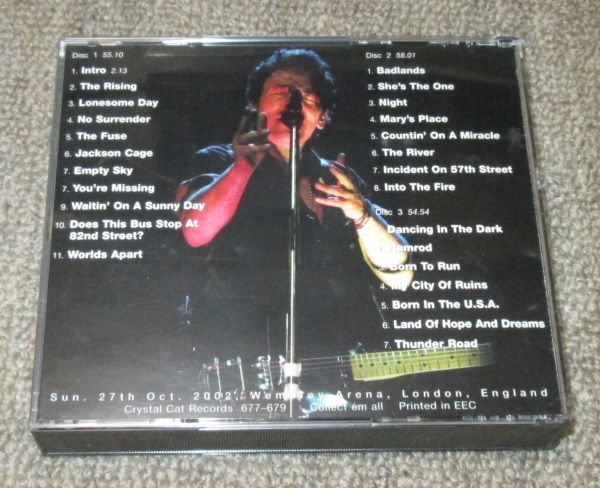 Disc 1 55.10
1. Intro 2.13
2. The Rising
3. Lonesome Day
4. No Surrender
5. The Fuse
6. Jackson Cage
7. Empty Sky
7. You're Missing
9. Waitin' On A Sunny Day
10. Does This Bus Stop At
82nd Street?
11. Worlds Apart
Disc 2 58.01
1. Badlands
2. She's The One
3. Night
4. Mary's Place
5. Countin' On A Miracle
6. The River
7. Incident On 57th Street
8. Into The Fire
Disc 3 54.54
1. Dancing In The Dark
2. Ramrod
3. Born To Run
4. My City Of Ruins
5. Born In The U.S.A.
6. Land Of Hope And Dreams
7. Thunder Road
Sun. 27th Oct. 2002, Wembley Arena, London, England
Crystal Cat Records 677-679 Collect ém all Printed in EEC